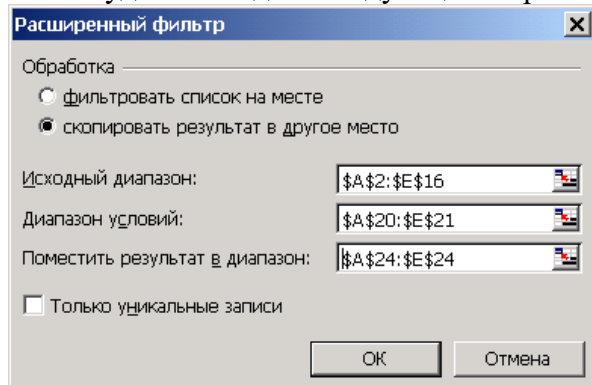 Расширенный фильтр
Обработка
фильтровать список на месте
скопировать результат в другое место
Исходный диапазон: $A$2:$E$16
Диапазон условий: $A$20:$E$21
Поместить результат в диапазон: $A$24:$E$24
Только уникальные записи
ОК Отмена